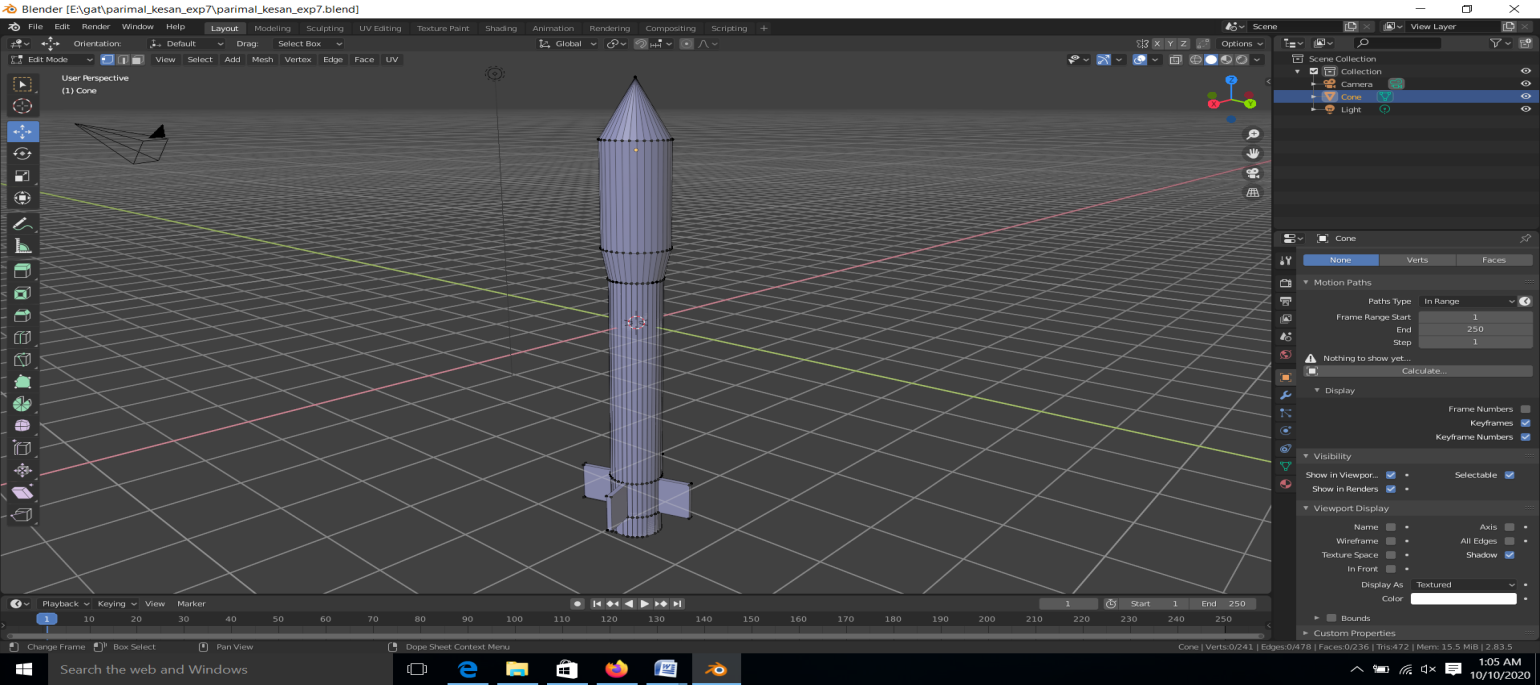 Blender [E:\gat\parimal_kesan_exp7\parimal_kesan_exp7.blend]
File Edit Render Window Help Layout Modeling Sculpting UV Editing Texture Paint Shading Animation Rendering Compositing Scripting + Scene View Layer
Orientation: Default Drag: Select Box Global X Y Z Options
Edit Mode View Select Add Mesh Vertex Edge Face UV
User Perspective
(1) Cone
Z
X Y
Scene Collection
Collection
Camera
Cone
Light
Cone
None Verts Faces
Motion Paths
Paths Type In Range
Frame Range Start 1
End 250
Step 1
Nothing to show yet...
Calculate...
Display
Frame Numbers
Keyframes
Keyframe Numbers
Visibility
Show in Viewpor... Selectable
Show in Renders
Viewport Display
Name Axis
Wireframe All Edges
Texture Space Shadow
In Front
Display As Textured
Color
Bounds
Custom Properties
Playback Keying View Marker 1 Start 1 End 250
1 10 20 30 40 50 60 70 80 90 100 110 120 130 140 150 160 170 180 190 200 210 220 230 240 250
Change Frame Box Select Pan View Dope Sheet Context Menu Cone | Verts:0/241 | Edges:0/478 | Faces:0/236 | Tris:472 | Mem: 15.5 MiB | 2.83.5
Search the web and Windows
1:05 AM
10/10/2020